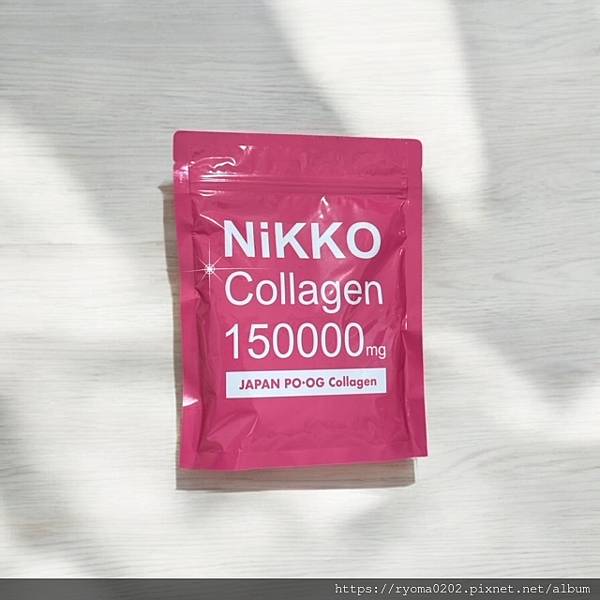 NiKKO
Collagen
150000mg
JAPAN PO·OG Collagen
https://ryoma0202.pixnet.net/album